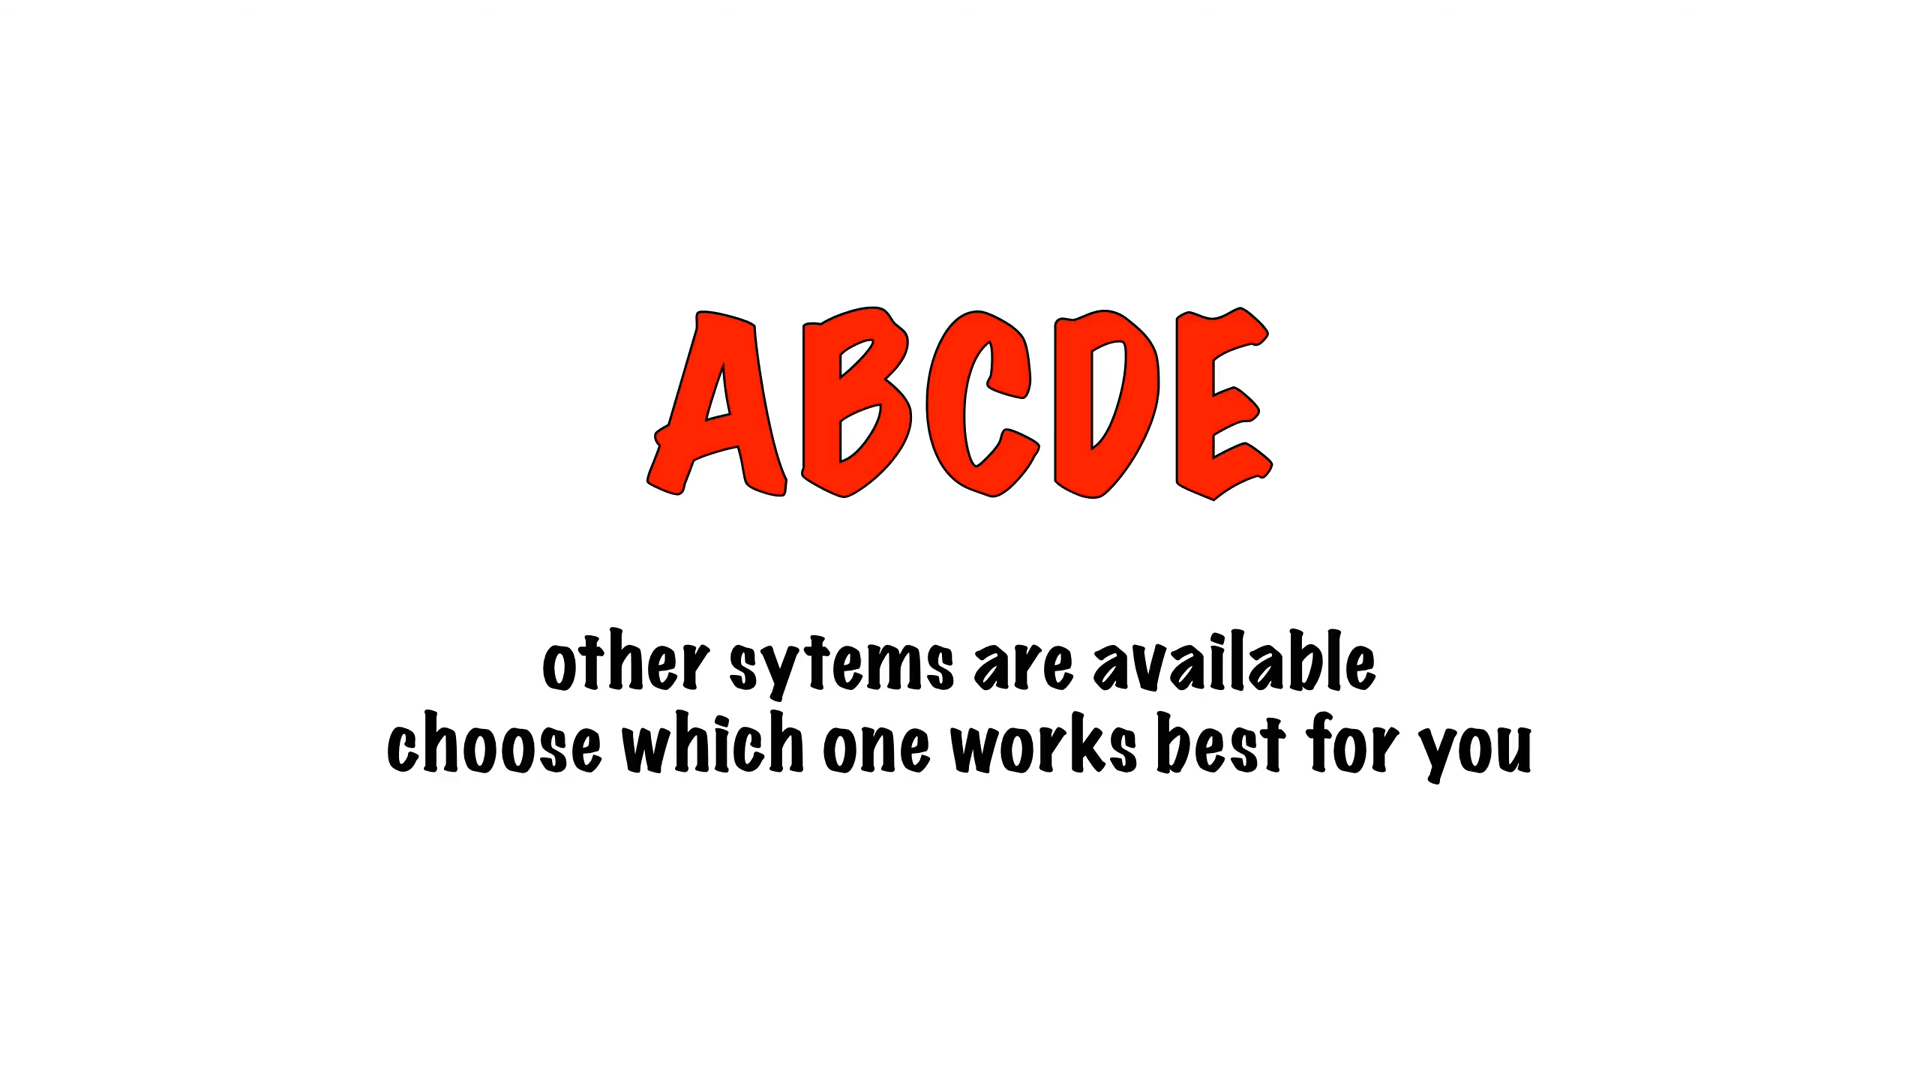 ABCDE
other sytems are available
choose which one works best for you